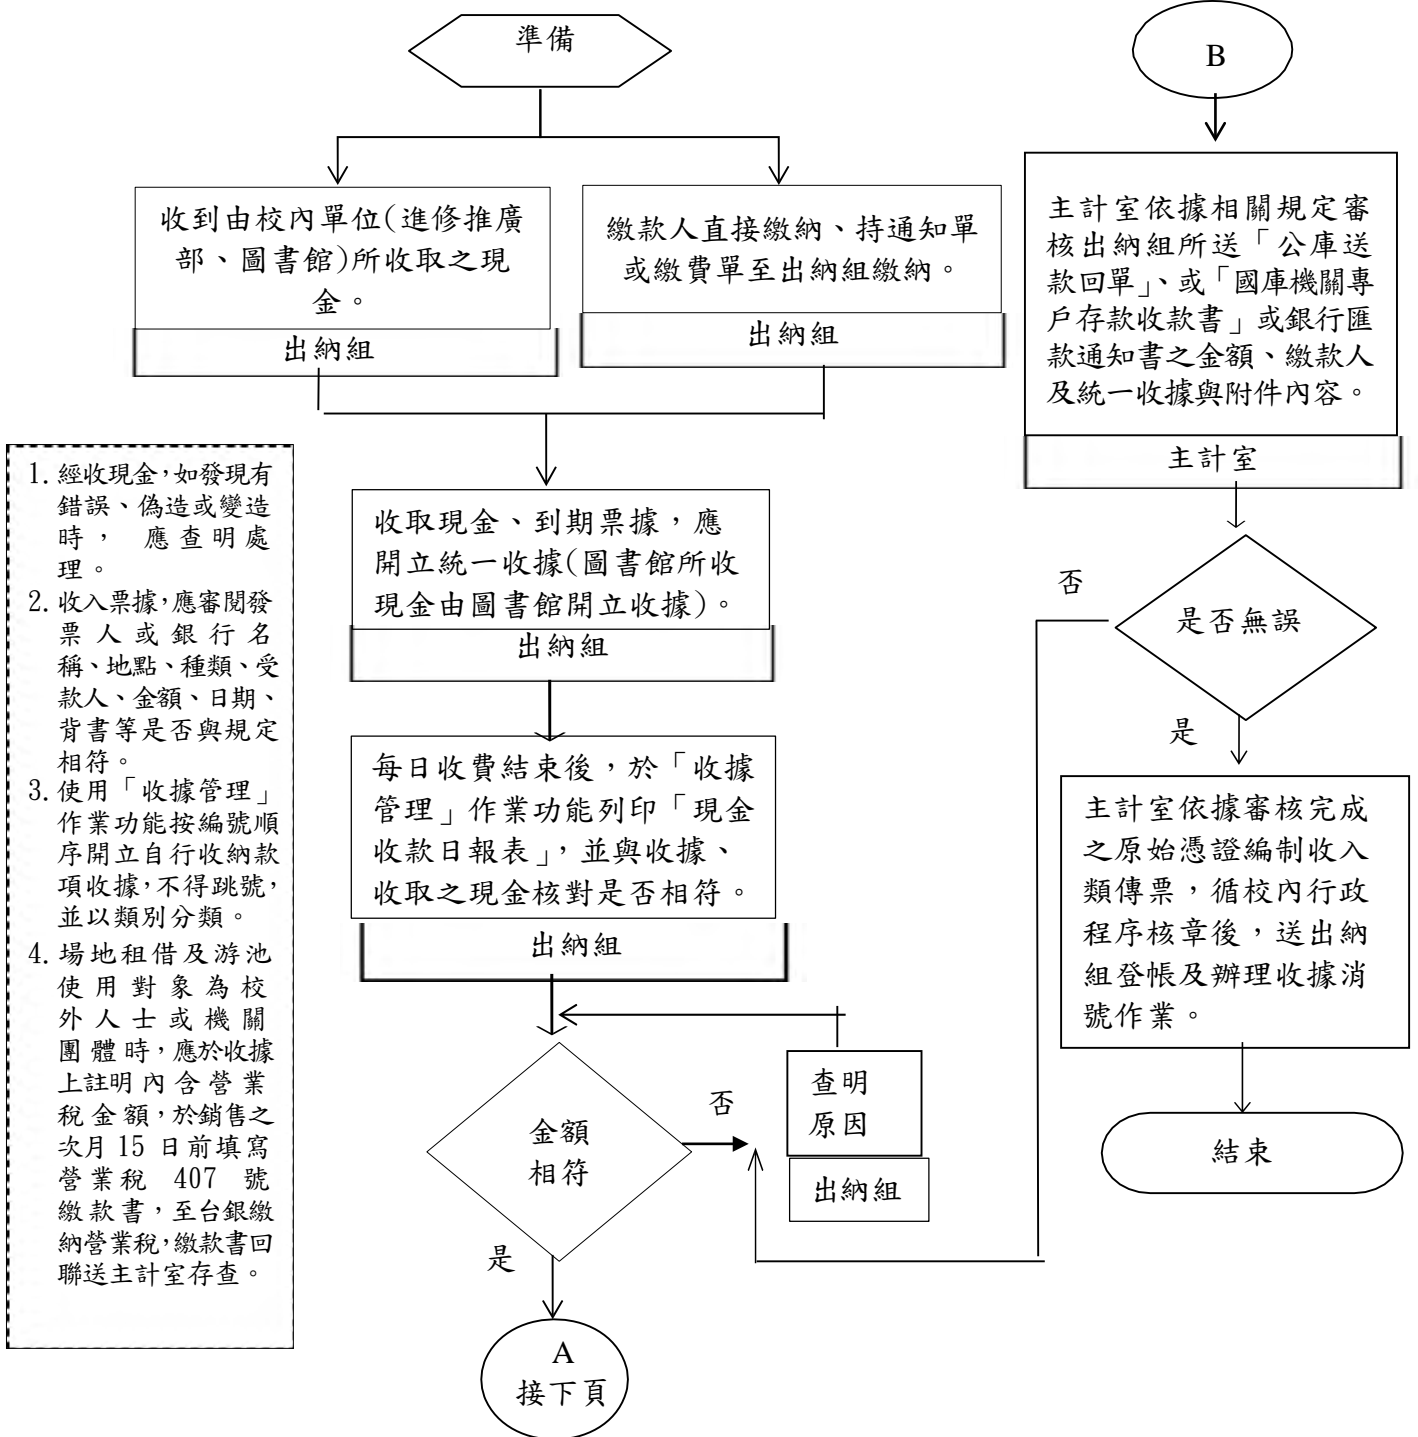 準備
收到由校內單位(進修推廣
部、圖書館)所收取之現
金。
出納組
繳款人直接繳納、持通知單
或繳費單至出納組繳納。
出納組
收取現金、到期票據，應
開立統一收據(圖書館所收
現金由圖書館開立收據)。
出納組
每日收費結束後，於「收據
管理」作業功能列印「現金
收款日報表」，並與收據、
收取之現金核對是否相符。
出納組
金額
相符
否
查明
原因
出納組
是
A
接下頁
1. 經收現金，如發現有
錯誤、偽造或變造
時， 應查明處
理。
2. 收入票據，應審閱發
票人或銀行名
稱、地點、種類、受
款人、金額、日期、
背書等是否與規定
相符。
3. 使用「收據管理」
作業功能按編號順
序開立自行收納款
項收據，不得跳號，
並以類別分類。
4. 場地租借及游池
使用對象為校
外人士或機關
團體時，應於收據
上註明內含營業
稅金額，於銷售之
次月 15 日前填寫
營業稅 407 號
繳款書，至台銀繳
納營業稅，繳款書回
聯送主計室存查。
B
主計室依據相關規定審
核出納組所送「公庫送
款回單」、或「國庫機關專
戶存款收款書」或銀行匯
款通知書之金額、繳款人
及統一收據與附件內容。
主計室
否
是否無誤
是
主計室依據審核完成
之原始憑證編制收入
類傳票，循校內行政
程序核章後，送出納
組登帳及辦理收據消
號作業。
結束